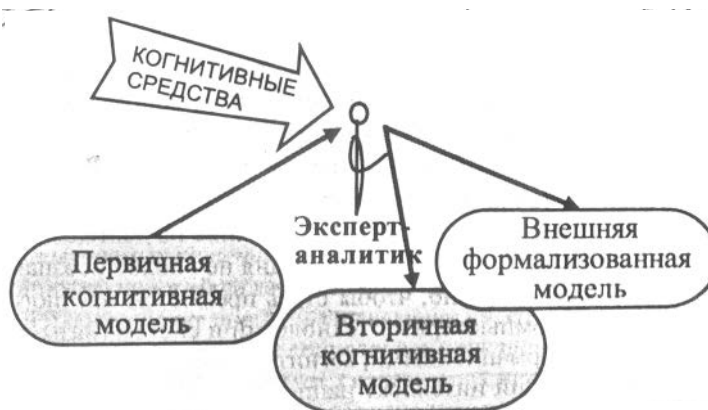 КОГНИТИВНЫЕ
СРЕДСТВА
Эксперт-
аналитик
Первичная
когнитивная
модель
Внешняя
формализованная
модель
Вторичная
когнитивная
модель